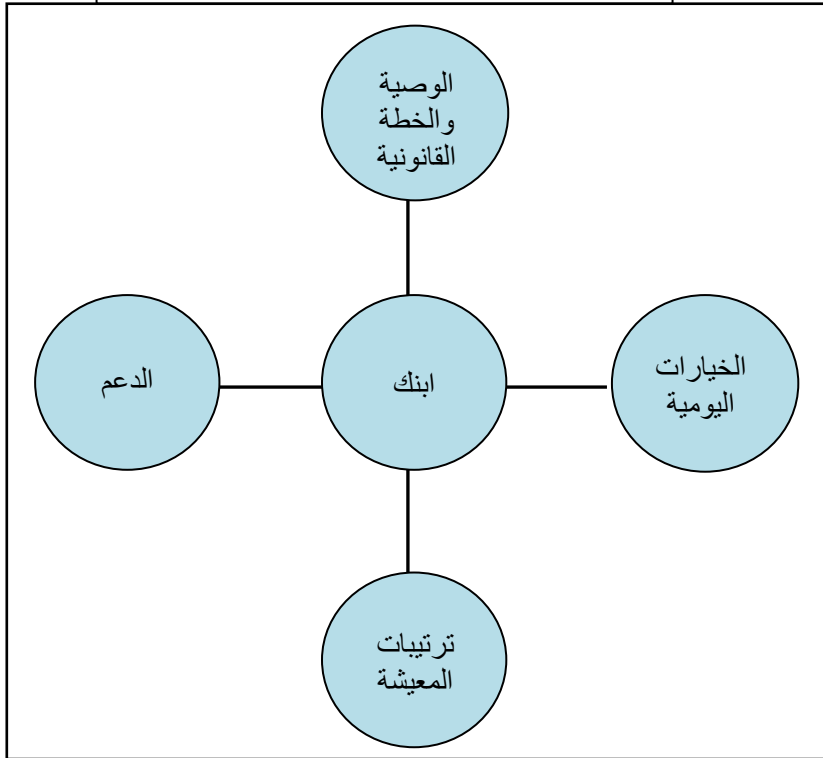 الوصية
والخطة
القانونية
الخيارات
اليومية
ابنك
الدعم
ترتيبات
المعيشة